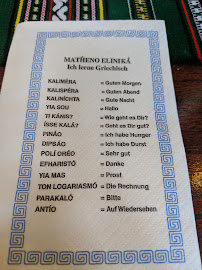 MATHENO ELINIKÁ
Ich lerne Griechisch
KALIMÉRA = Guten Morgen
KALISPÉRA = Guten Abend
KALINÍCHTA = Gute Nacht
YIA SOU = Hallo
TI KÁNIS? = Wie geht es Dir?
ÍSSE KALÁ? = Geht es Dir gut?
PINÁO = Ich habe Hunger
DIPSÁO = Ich habe Durst
POLÍ ORÉO = Sehr gut
EFHARISTÓ = Danke
YIA MAS = Prost
TON LOGARIASMÓ = Die Rechnung
PARAKALÓ = Bitte
ANTÍO = Auf Wiedersehen